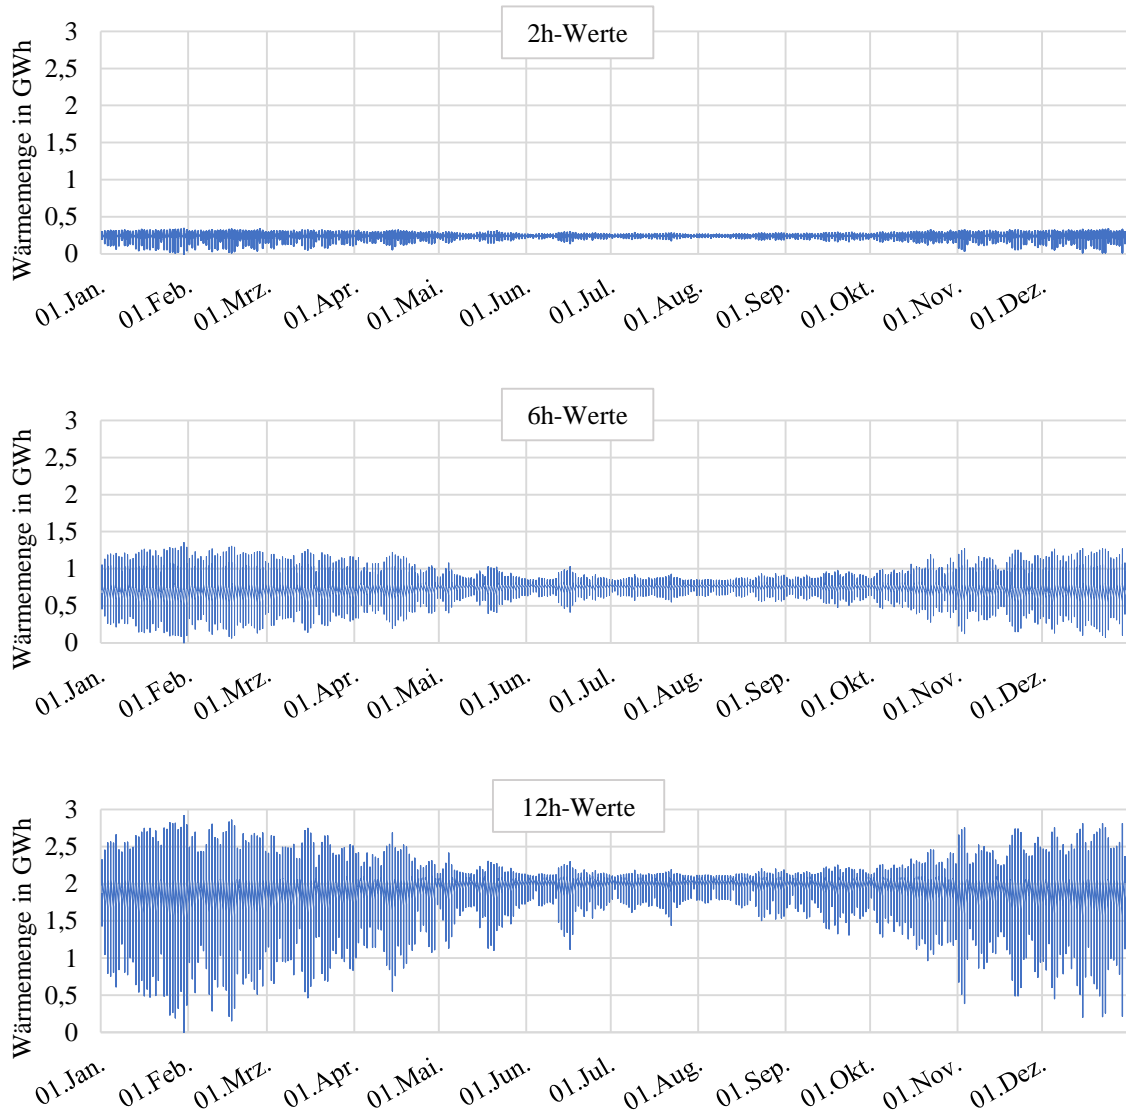 2h-Werte
Wärmemenge in GWh
3
2,5
2
1,5
1
0,5
0
01.Jan. 01.Feb. 01.Mrz. 01.Apr. 01.Mai. 01.Jun. 01.Jul. 01.Aug. 01.Sep. 01.Okt. 01.Nov. 01.Dez.
6h-Werte
Wärmemenge in GWh
3
2,5
2
1,5
1
0,5
0
01.Jan. 01.Feb. 01.Mrz. 01.Apr. 01.Mai. 01.Jun. 01.Jul. 01.Aug. 01.Sep. 01.Okt. 01.Nov. 01.Dez.
12h-Werte
Wärmemenge in GWh
3
2,5
2
1,5
1
0,5
0
01.Jan. 01.Feb. 01.Mrz. 01.Apr. 01.Mai. 01.Jun. 01.Jul. 01.Aug. 01.Sep. 01.Okt. 01.Nov. 01.Dez.